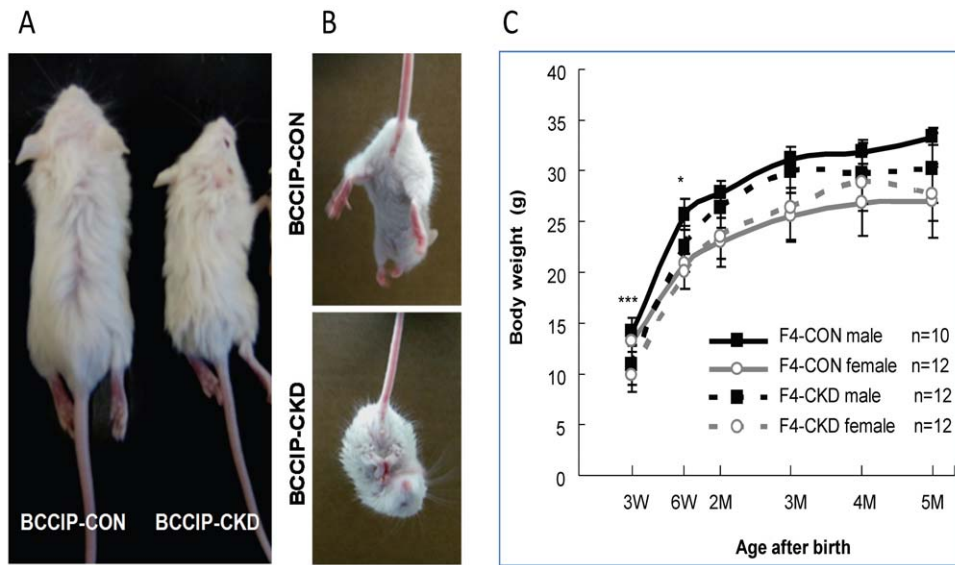 A
BCCIP-CON
BCCIP-CKD
B
BCCIP-CON
BCCIP-CKD
C
Body weight (g)
40
35
30
25
20
15
10
5
0
***
*
F4-CON male n=10
F4-CON female n=12
F4-CKD male n=12
F4-CKD female n=12
3W 6W 2M 3M 4M 5M
Age after birth